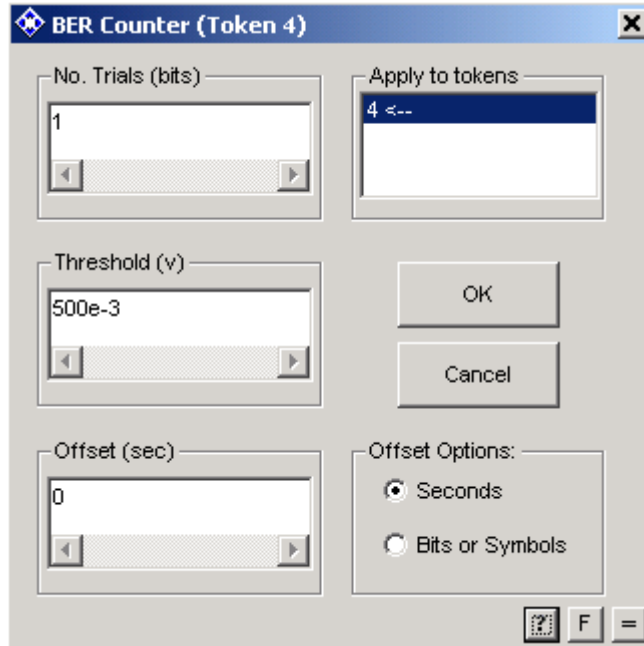 BER Counter (Token 4)
No. Trials (bits)
1
Apply to tokens
4 <--
Threshold (v)
500e-3
OK
Cancel
Offset (sec)
0
Offset Options:
Seconds
Bits or Symbols
? F =